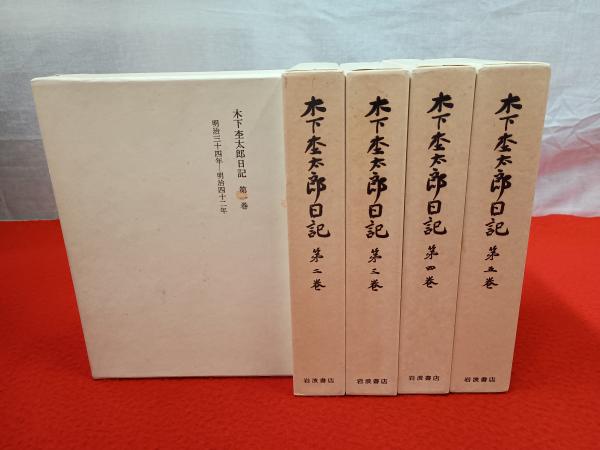 木下杢太郎日記 第一巻
明治三十四年―明治四十二年
木下杢太郎日記 第二巻
岩波書店
木下杢太郎日記 第三巻
岩波書店
木下杢太郎日記 第四巻
岩波書店
木下杢太郎日記 第五巻
岩波書店